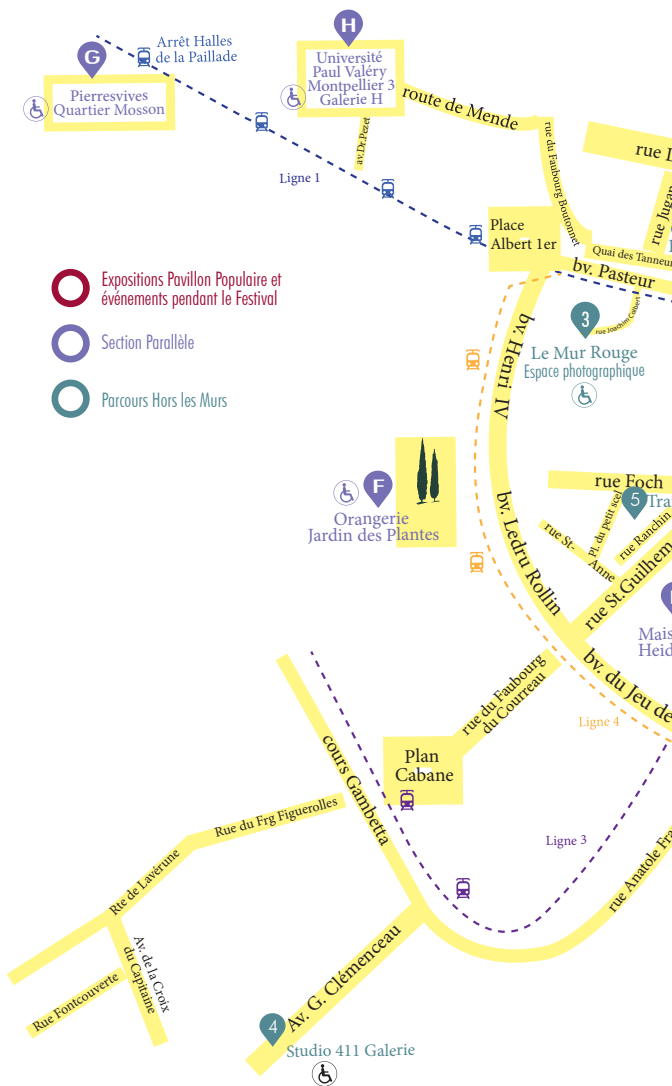 H
G
Arrêt Halles
de la Paillade
Université
Paul Valéry
Montpellier 3
Galerie H
Pierresvives
Quartier Mosson
route de Mende
av.Dr.Pezet
rue du Faubourg Boutonnet
rue Jugan
Ligne 1
Place
Albert 1er
Quai des Tanneur
bv. Pasteur
Expositions Pavillon Populaire et
événements pendant le Festival
Section Parallèle
Parcours Hors les Murs
bv. Henri IV
3
rue Joachim Colbert
Le Mur Rouge
Espace photographique
F
Orangerie
Jardin des Plantes
rue Foch
5
Tra
Pl. du petit scel
rue Ranchin
rue St-
Anne
rue St.Guilhem
bv. Ledru Rollin
Mais
Heid
bv. du Jeu de
rue du Faubourg
du Courreau
Ligne 4
Plan
Cabane
cours Gambetta
Rue du Frg Figuerolles
Ligne 3
rue Anatole Fra
Rte de Lavérune
Av. de la Croix
du Capitaine
Rue Fontcouverte
Av. G. Clémenceau
4
Studio 411 Galerie